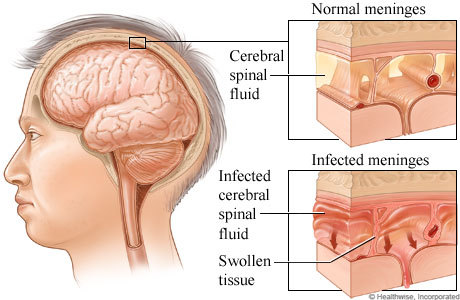 Normal meninges
Cerebral
spinal
fluid
Infected meninges
Infected
cerebral
spinal
fluid
Swollen
tissue
© Healthwise, Incorporated